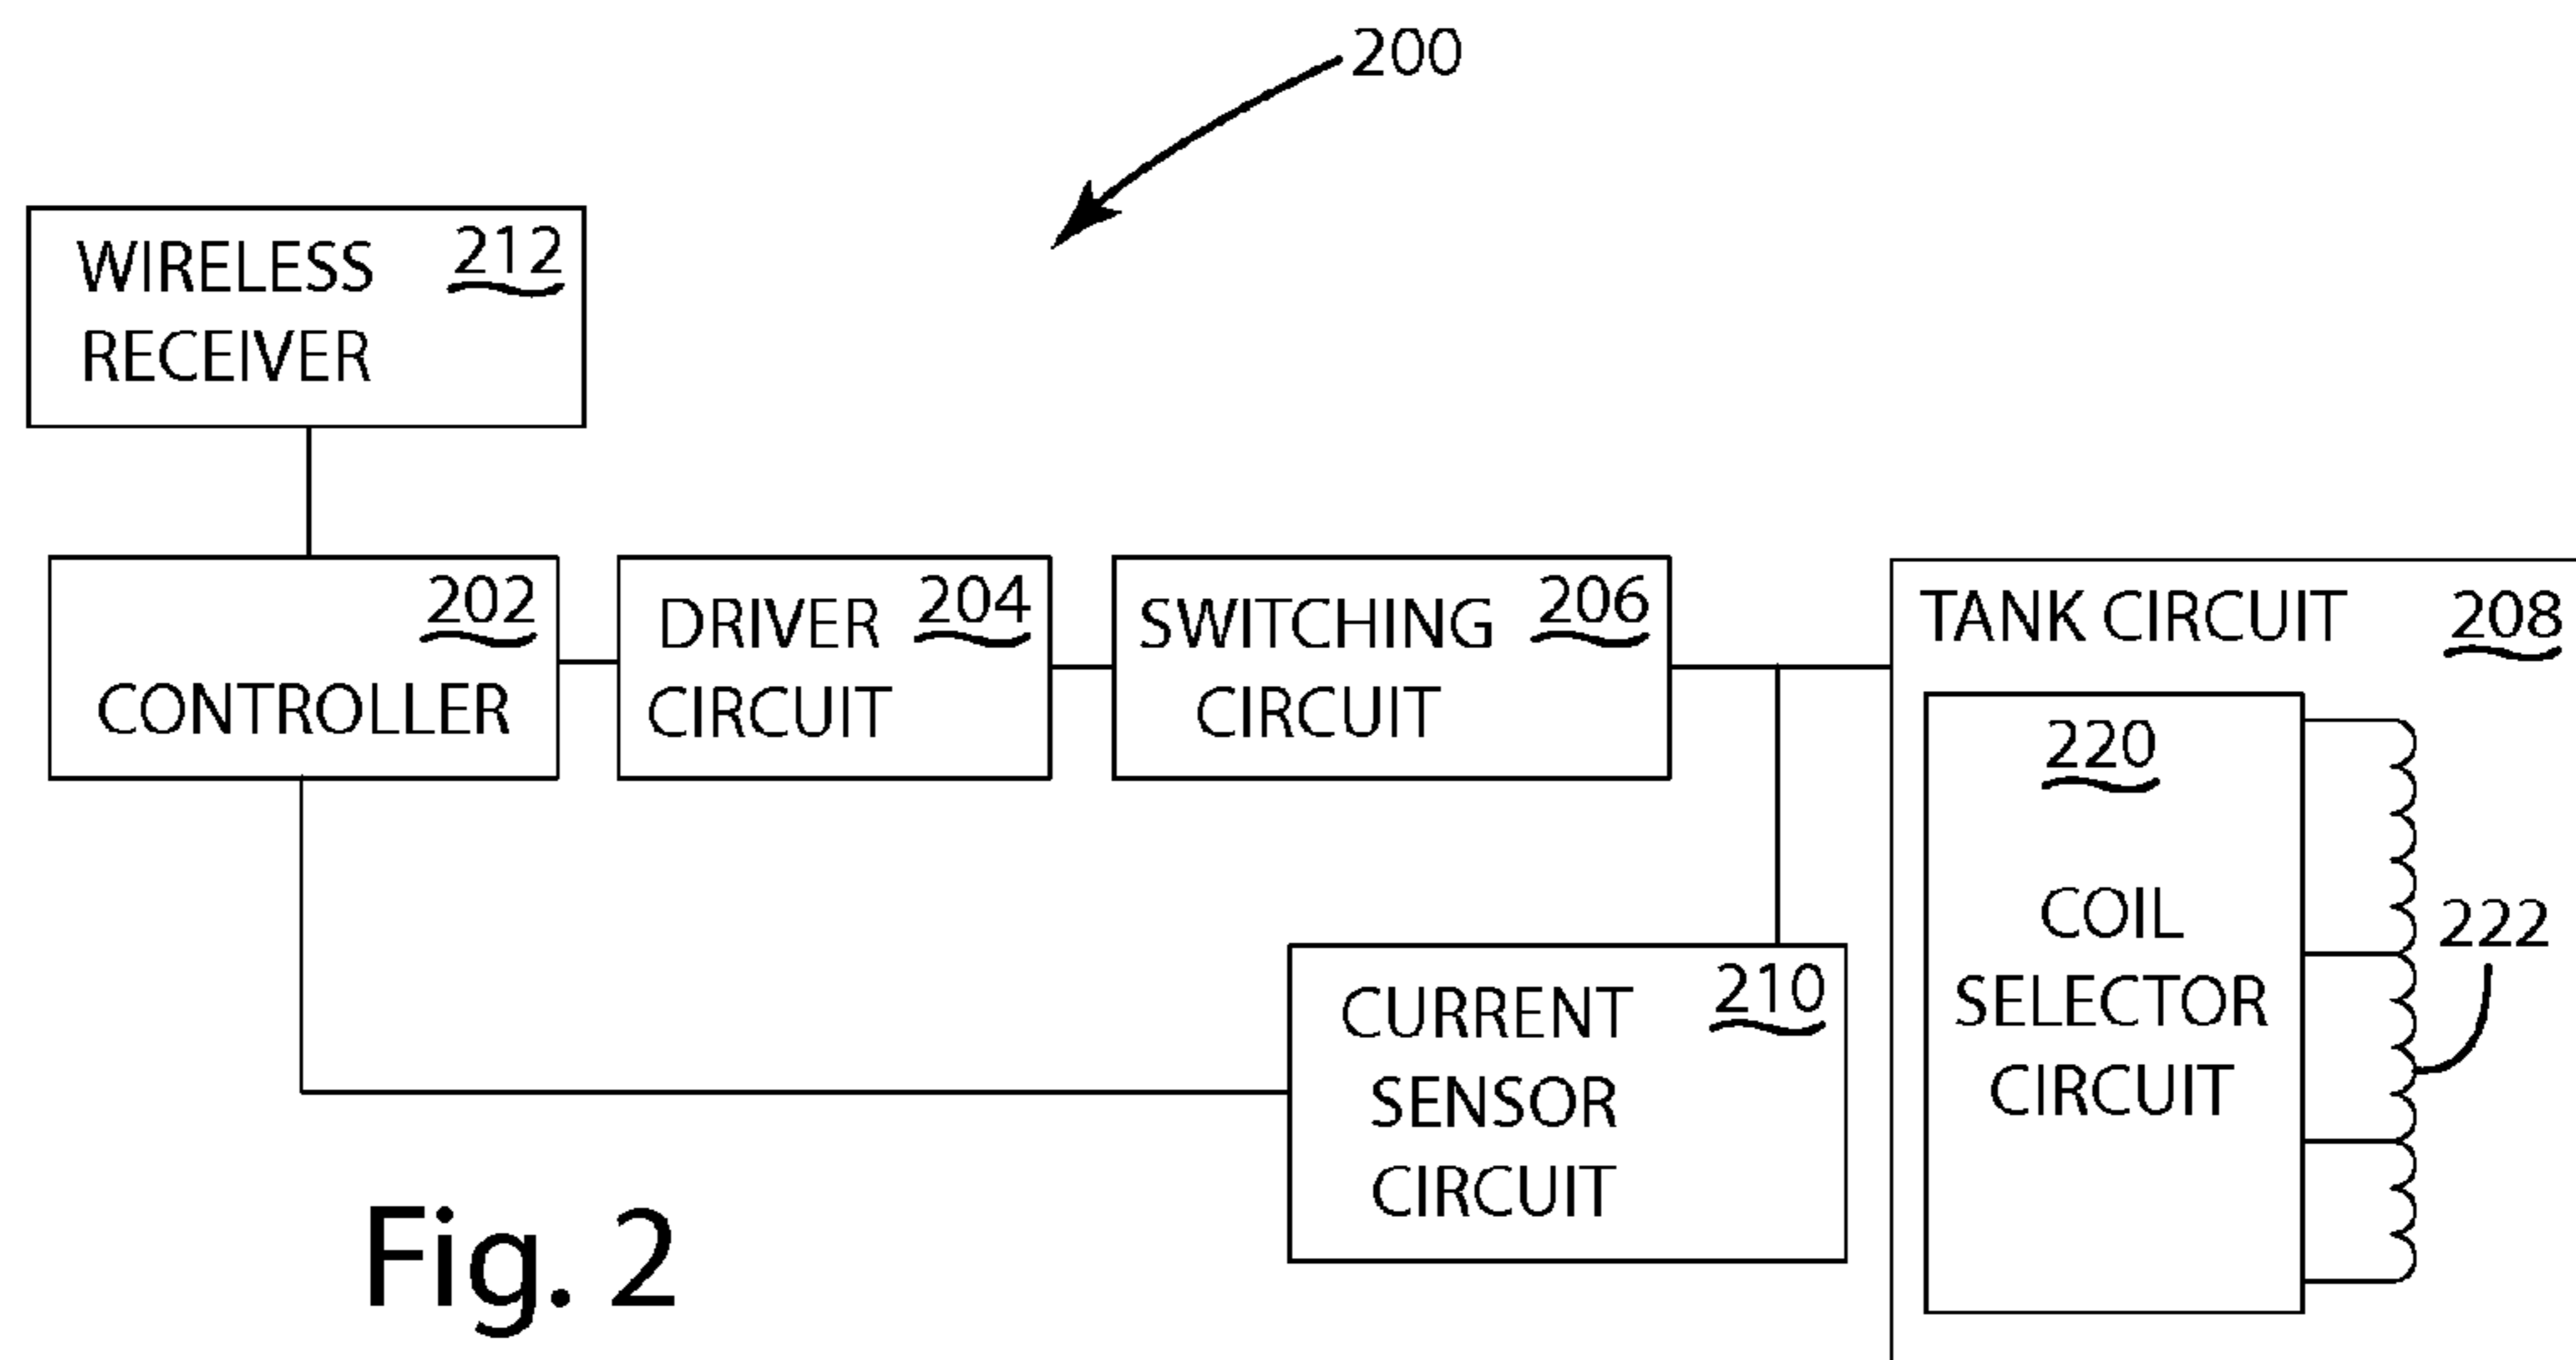 200
WIRELESS 212
RECEIVER
202
CONTROLLER
DRIVER 204
CIRCUIT
SWITCHING 206
CIRCUIT
TANK CIRCUIT 208
220
COIL
SELECTOR
CIRCUIT
222
CURRENT 210
SENSOR
CIRCUIT
Fig. 2